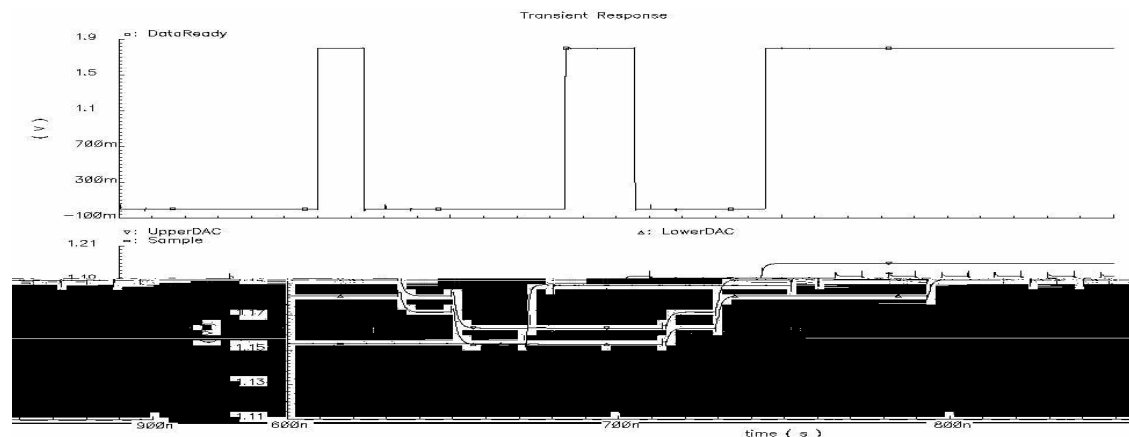 Transient Response
1.9 □: DataReady
1.5
1.1
(V)
700m
300m
-100m
▽: UpperDAC △: LowerDAC
1.21 -: Sample
1.17
1.15
1.13
1.11
900n 600n 700n 800n
time ( s )